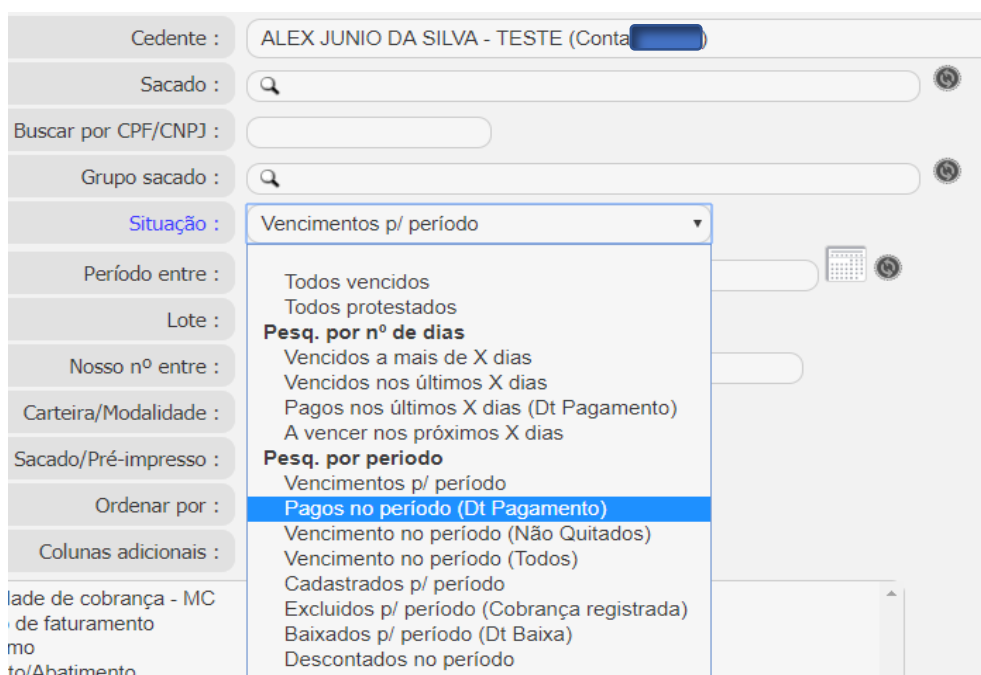 Cedente : ALEX JUNIO DA SILVA - TESTE (Conta )
Sacado :
Buscar por CPF/CNPJ :
Grupo sacado :
Situação : Vencimentos p/ período
Período entre :
Lote :
Nosso nº entre :
Carteira/Modalidade :
Sacado/Pré-impresso :
Ordenar por :
Colunas adicionais :
Todos vencidos
Todos protestados
Pesq. por nº de dias
Vencidos a mais de X dias
Vencidos nos últimos X dias
Pagos nos últimos X dias (Dt Pagamento)
A vencer nos próximos X dias
Pesq. por periodo
Vencimentos p/ período
Pagos no período (Dt Pagamento)
Vencimento no período (Não Quitados)
Vencimento no período (Todos)
Cadastrados p/ período
Excluidos p/ período (Cobrança registrada)
Baixados p/ período (Dt Baixa)
Descontados no período
lade de cobrança - MC
de faturamento
mo
to/Abatimento